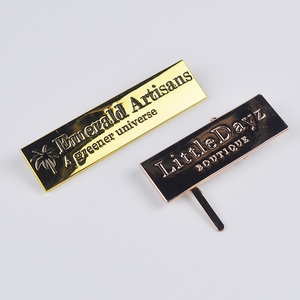 Emerald Artisans
A greener universe
LittleDayz
BOUTIQUE